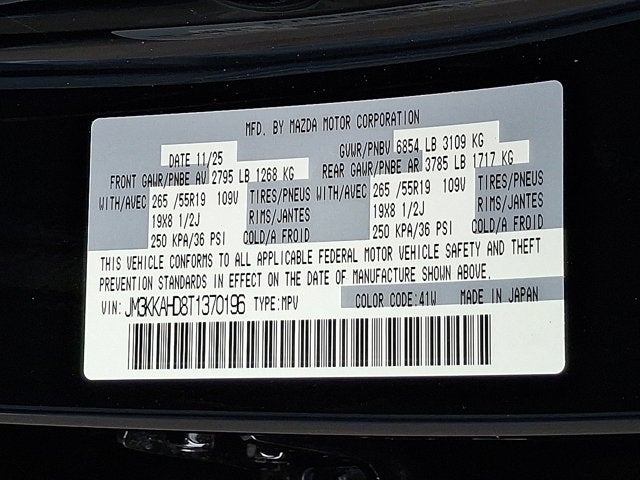 MFD. BY MAZDA MOTOR CORPORATION
DATE 11/25 GVWR/PNBV 6854 LB 3109 KG
FRONT GAWR/PNBE AV 2795 LB 1268 KG REAR GAWR/PNBE AR 3785 LB 1717 KG
WITH/AVEC 265 /55R19 109V TIRES/PNEUS WITH/AVEC 265 /55R19 109V TIRES/PNEUS
19X8 1/2J RIMS/JANTES 19X8 1/2J RIMS/JANTES
250 KPA/36 PSI COLD/A FROID 250 KPA/36 PSI COLD/A FROID
THIS VEHICLE CONFORMS TO ALL APPLICABLE FEDERAL MOTOR VEHICLE SAFETY AND THEFT
PREVENTION STANDARDS IN EFFECT ON THE DATE OF MANUFACTURE SHOWN ABOVE.
VIN: JM3KKAHD8T1370196 TYPE:MPV COLOR CODE:41W MADE IN JAPAN